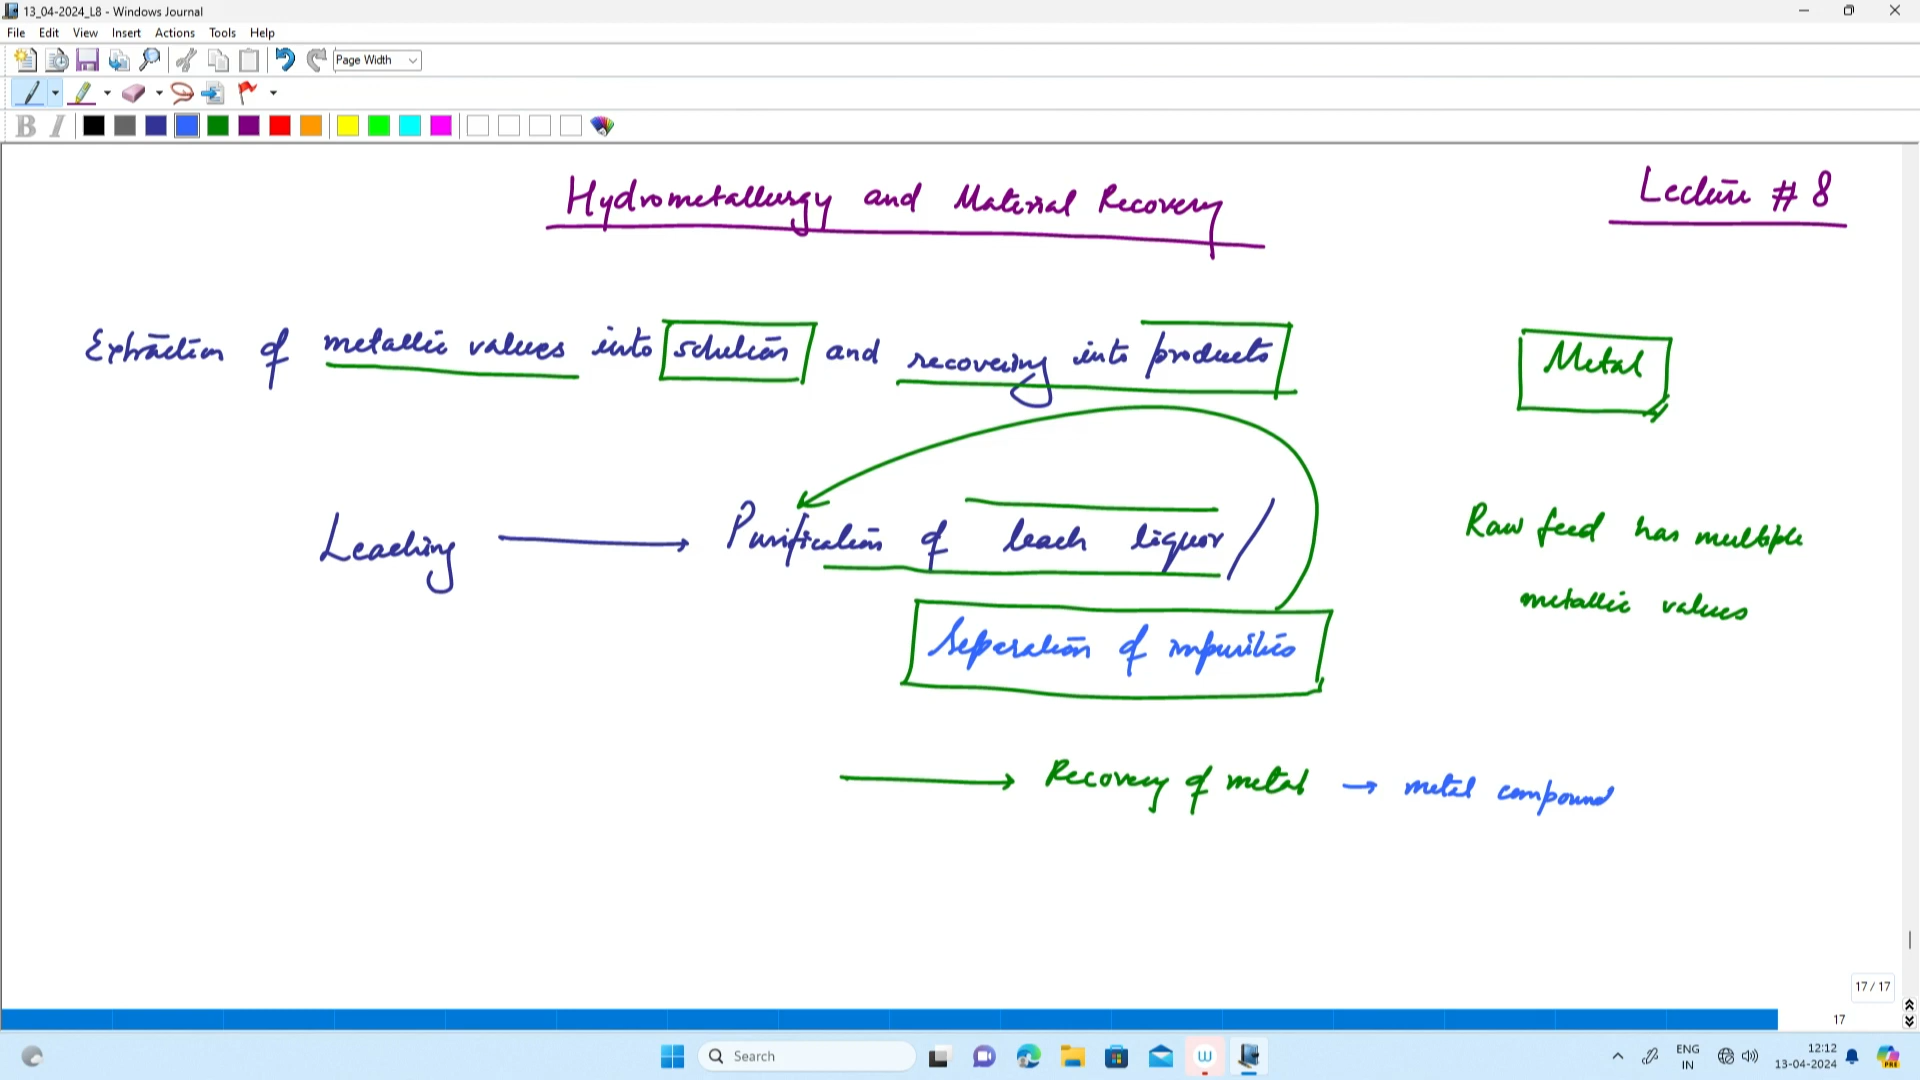 13_04-2024_L8 - Windows Journal
File Edit View Insert Actions Tools Help
Page Width
B I
Hydrometallurgy and Material Recovery
Lecture # 8
Extraction of metallic values into solution and recovering into products
Metal
Leaching → Purification of leach liquor /
Raw feed has multiple
metallic values
Separation of impurities
→ Recovery of metal → metal compound
17 / 17
17
Search
ENG
IN
12:12
13-04-2024